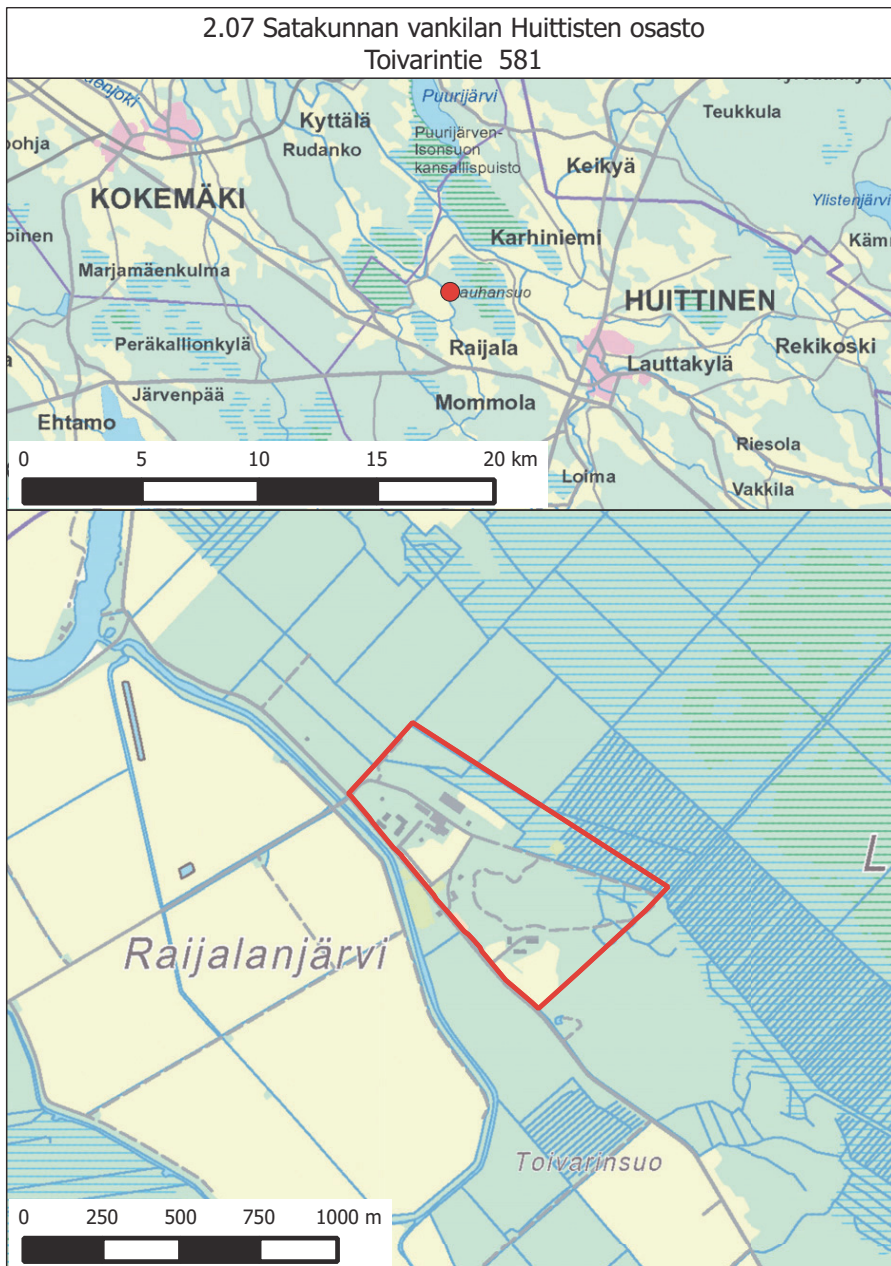 2.07 Satakunnan vankilan Huittisten osasto
Toivarintie 581
Puurijärvi
Teukkula
Kyttälä
Rudanko
Puurijärven-
Isonsuon
kansallispuisto
Keikyä
KOKEMÄKI
Ylistenjärvi
Karhiniemi
Marjamäenkulma
auhansuo
HUITTINEN
Peräkallionkylä
Raijala
Lauttakylä
Rekikoski
Järvenpää
Mommola
Ehtamo
Riesola
Loima
Vakkila
0 5 10 15 20 km
L
Raijalanjärvi
Toivarinsuo
0 250 500 750 1000 m